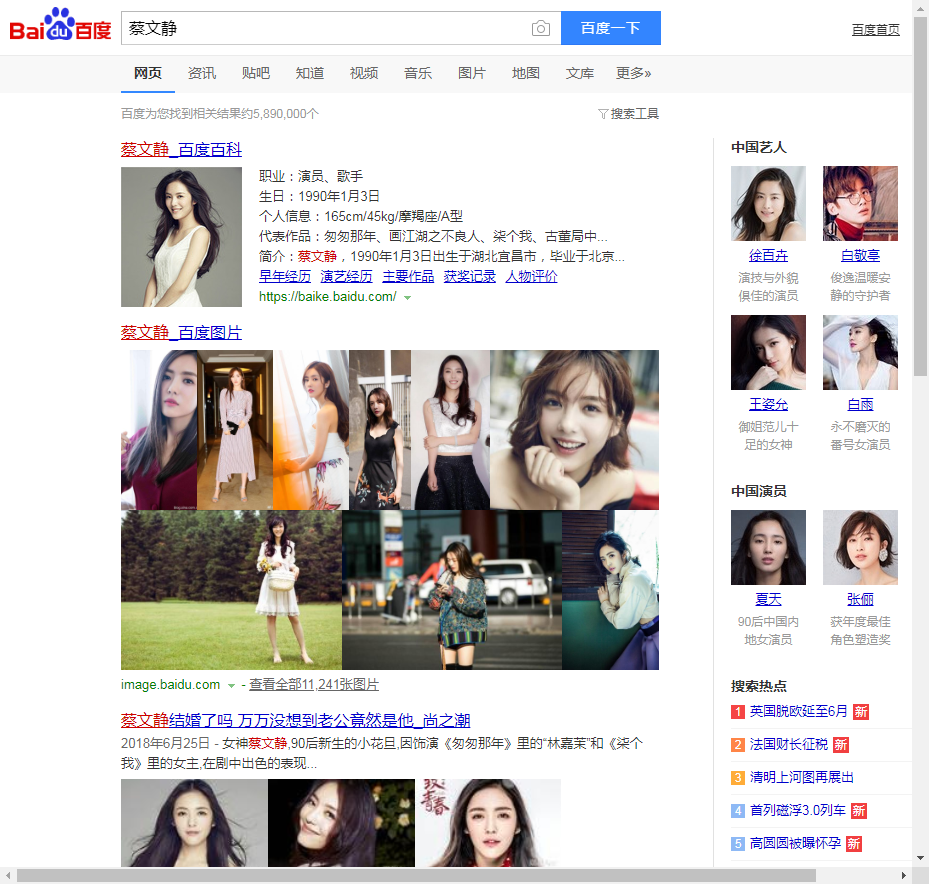 Bai du 百度
蔡文静
百度一下
百度首页
网页 资讯 贴吧 知道 视频 音乐 图片 地图 文库 更多»
百度为您找到相关结果约5,890,000个
搜索工具
蔡文静_百度百科
职业：演员、歌手
生日：1990年1月3日
个人信息：165cm/45kg/摩羯座/A型
代表作品：匆匆那年、画江湖之不良人、柒个我、古董局中...
简介：蔡文静，1990年1月3日出生于湖北宜昌市，毕业于北京...
早年经历 演艺经历 主要作品 获奖记录 人物评价
https://baike.baidu.com/
蔡文静_百度图片
image.baidu.com - 查看全部11,241张图片
蔡文静结婚了吗 万万没想到老公竟然是他_尚之潮
2018年6月25日 - 女神蔡文静,90后新生的小花旦,因饰演《匆匆那年》里的“林嘉茉”和《柒个
我》里的女主,在剧中出色的表现...
致青春
中国艺人
徐百卉 白敬亭
演技与外貌 俊逸温暖安
俱佳的演员 静的守护者
王姿允 白雨
御姐范儿十 永不磨灭的
足的女神 番号女演员
中国演员
夏天 张俪
90后中国内 获年度最佳
地女演员 角色塑造奖
搜索热点
1 英国脱欧延至6月 新
2 法国财长征税 新
3 清明上河图再展出
4 首列磁浮3.0列车 新
5 高圆圆被曝怀孕 新